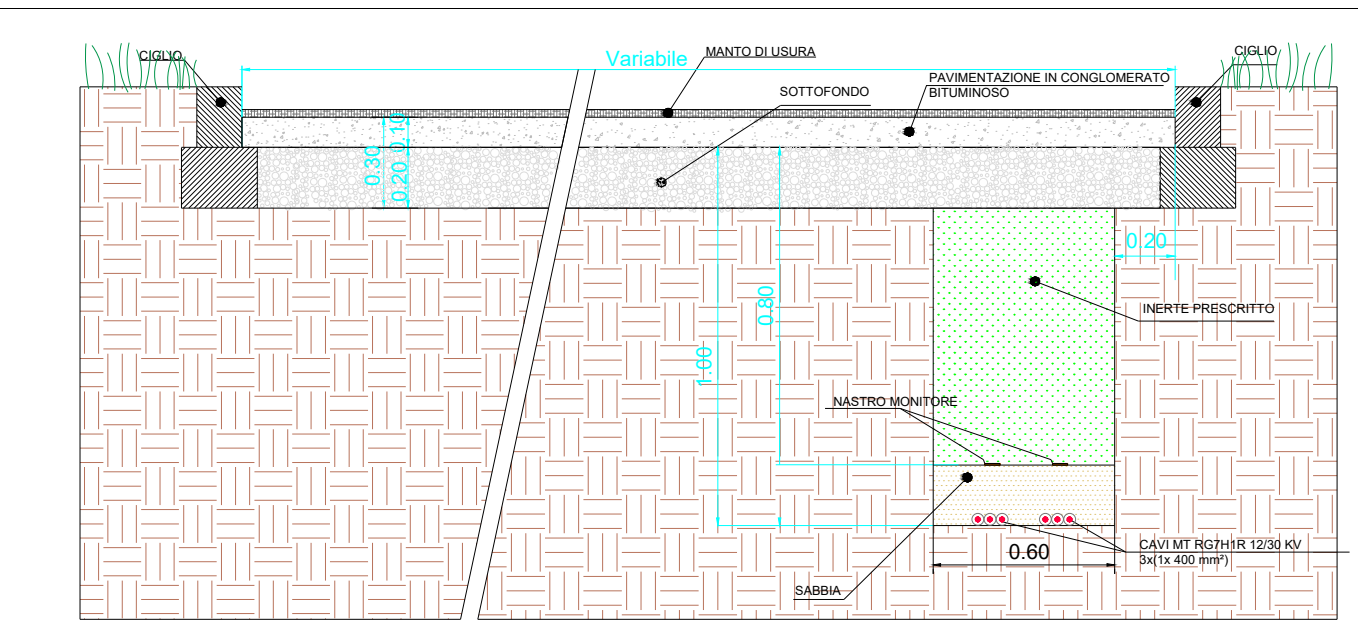 CIGLIO
Variabile
MANTO DI USURA
CIGLIO
PAVIMENTAZIONE IN CONGLOMERATO
BITUMINOSO
SOTTOFONDO
0.30
0.10
0.20
0.20
0.80
1.00
INERTE PRESCRITTO
NASTRO MONITORE
0.60
CAVI MT RG7H1R 12/30 KV
3x(1x 400 mm²)
SABBIA